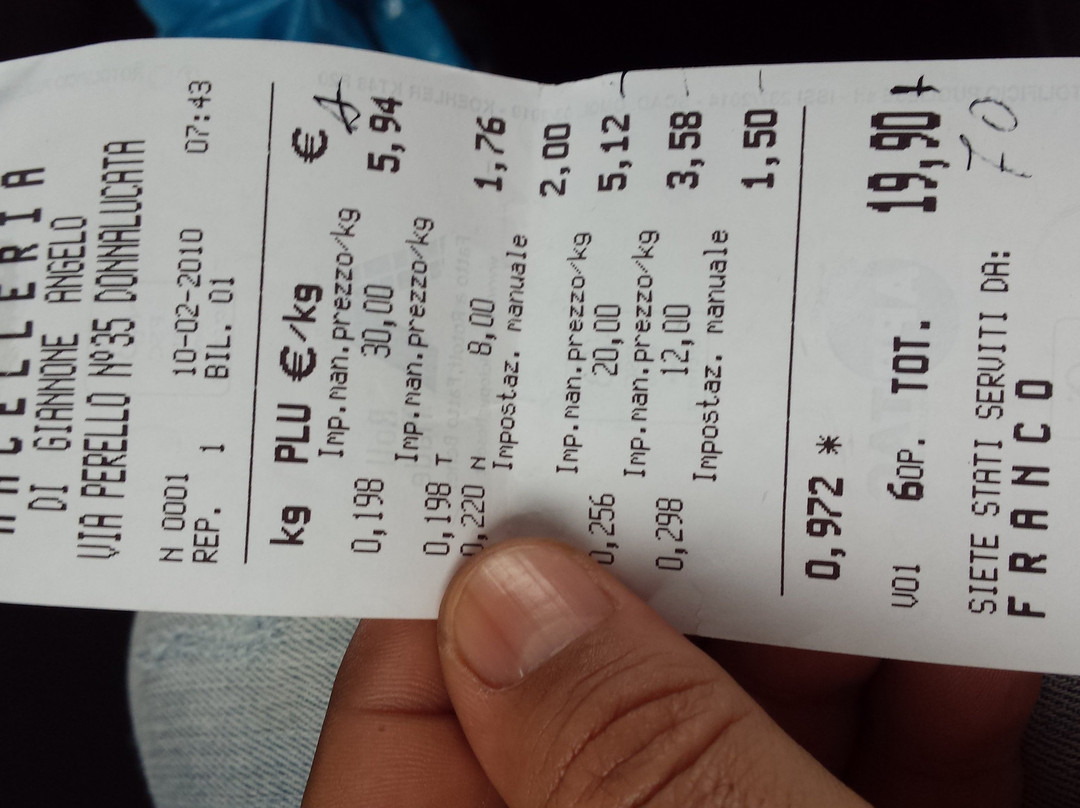 DI GIANNONE ANGELO
VIA PERELLO Nº35 DONNALUCATA
N 0001 10-02-2010 07:43
REP. 1 BIL.01
kg PLU €/kg €
Imp.man.prezzo/kg
0,198 30,00 5,94
Imp.man.prezzo/kg
0,198 T
0,220 N 8,00 1,76
Impostaz. manuale
2,00
Imp.man.prezzo/kg
0,256 20,00 5,12
Imp.man.prezzo/kg
0,298 12,00 3,58
Impostaz. manuale
1,50
0,972 *
V01 6OP. TOT. 19,90
SIETE STATI SERVITI DA:
FRANCO